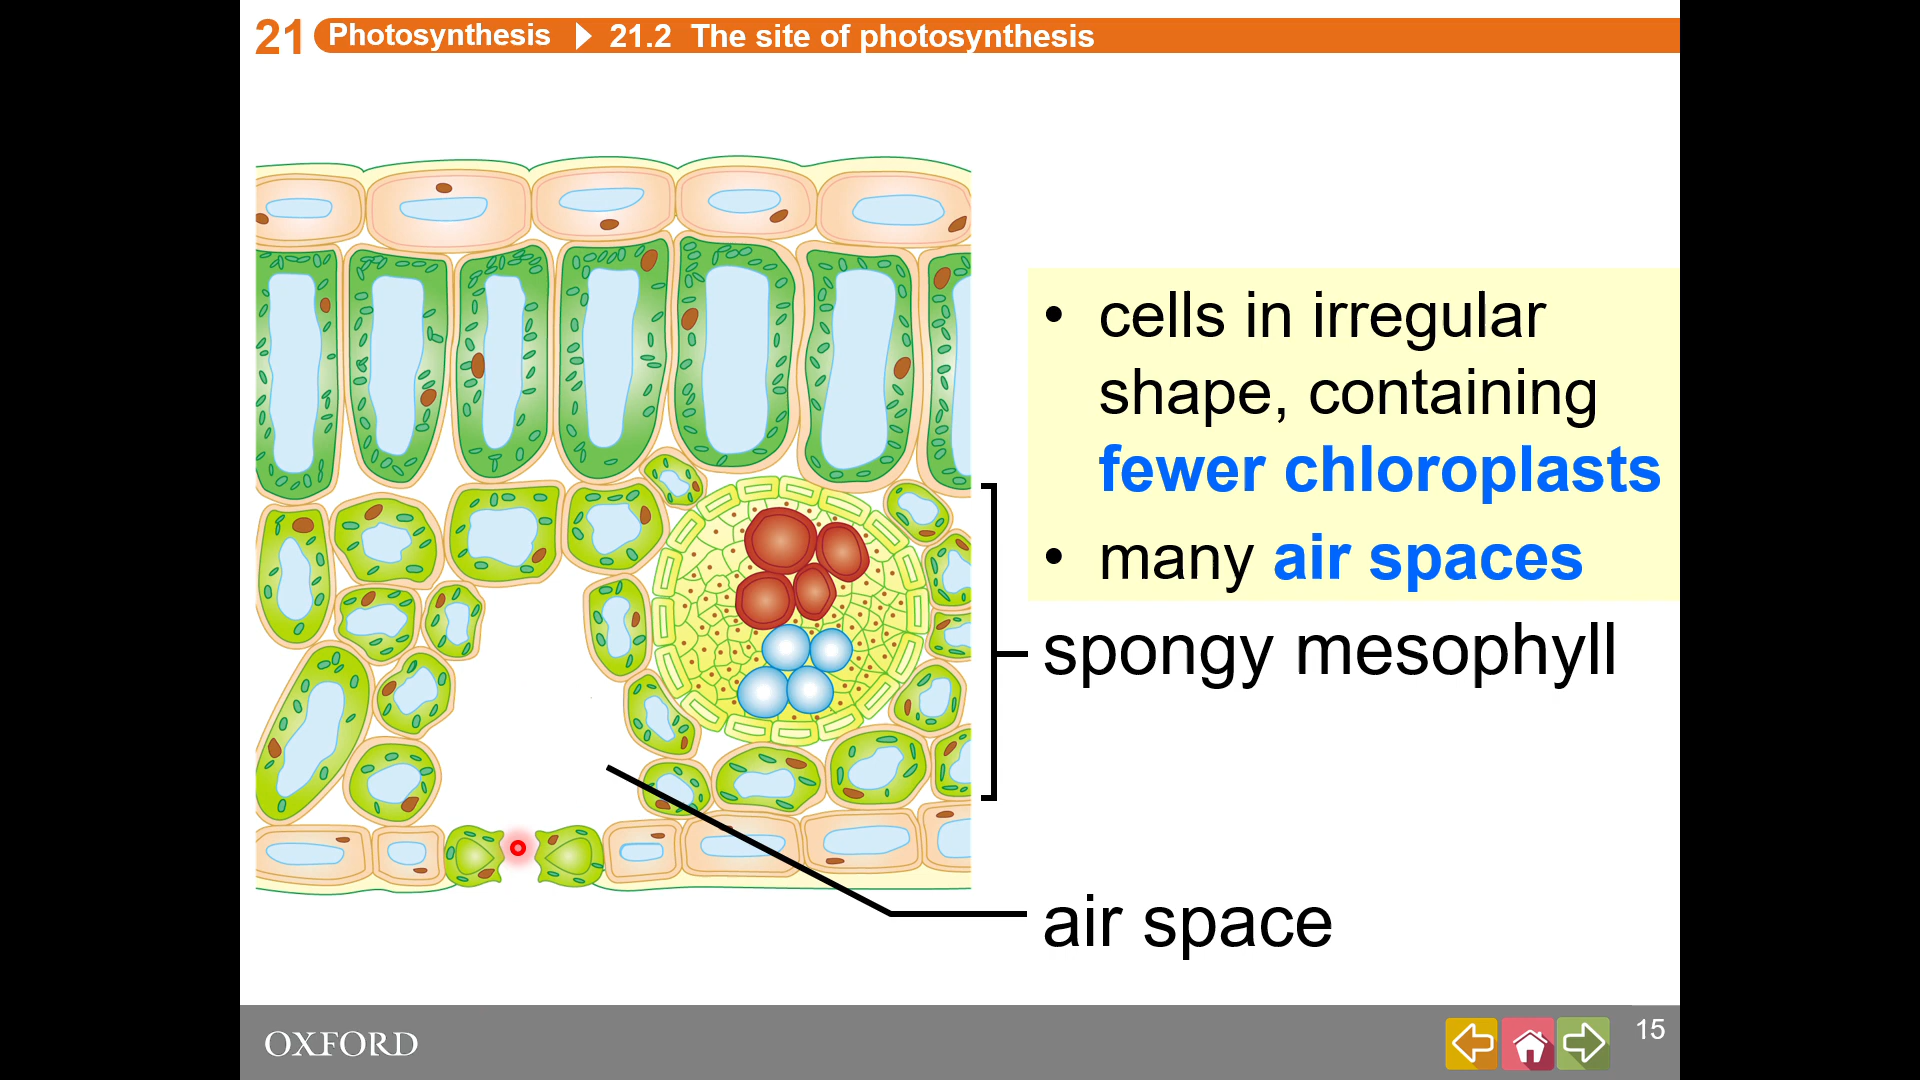 21 Photosynthesis 21.2 The site of photosynthesis
• cells in irregular
shape, containing
fewer chloroplasts
• many air spaces
spongy mesophyll
air space
OXFORD
15